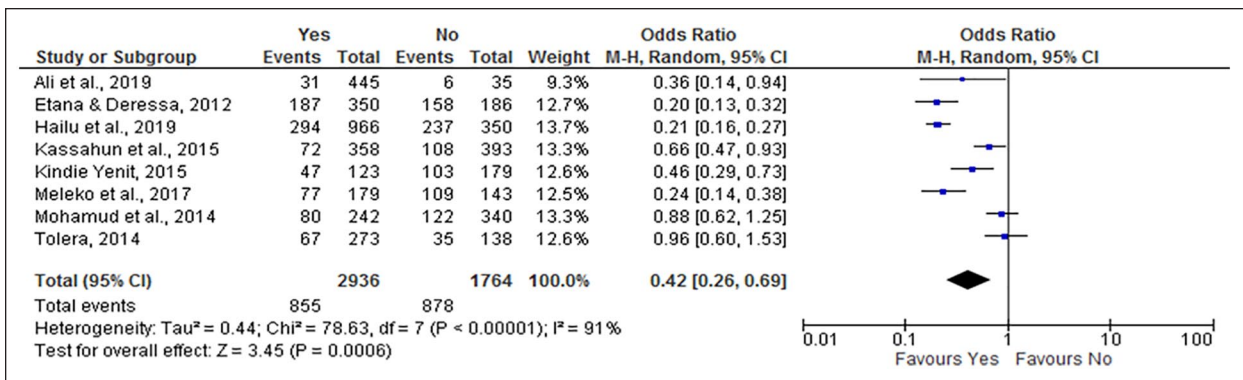 Yes No Odds Ratio Odds Ratio
Study or Subgroup Events Total Events Total Weight M-H, Random, 95% CI M-H, Random, 95% CI
Ali et al., 2019 31 445 6 35 9.3% 0.36 [0.14, 0.94]
Etana & Deressa, 2012 187 350 158 186 12.7% 0.20 [0.13, 0.32]
Hailu et al., 2019 294 966 237 350 13.7% 0.21 [0.16, 0.27]
Kassahun et al., 2015 72 358 108 393 13.3% 0.66 [0.47, 0.93]
Kindie Yenit, 2015 47 123 103 179 12.6% 0.46 [0.29, 0.73]
Meleko et al., 2017 77 179 109 143 12.5% 0.24 [0.14, 0.38]
Mohamud et al., 2014 80 242 122 340 13.3% 0.88 [0.62, 1.25]
Tolera, 2014 67 273 35 138 12.6% 0.96 [0.60, 1.53]
Total (95% CI) 2936 1764 100.0% 0.42 [0.26, 0.69]
Total events 855 878
Heterogeneity: Tau² = 0.44; Chi² = 78.63, df = 7 (P < 0.00001); I² = 91%
Test for overall effect: Z = 3.45 (P = 0.0006)
0.01 0.1 1 10 100
Favours Yes Favours No